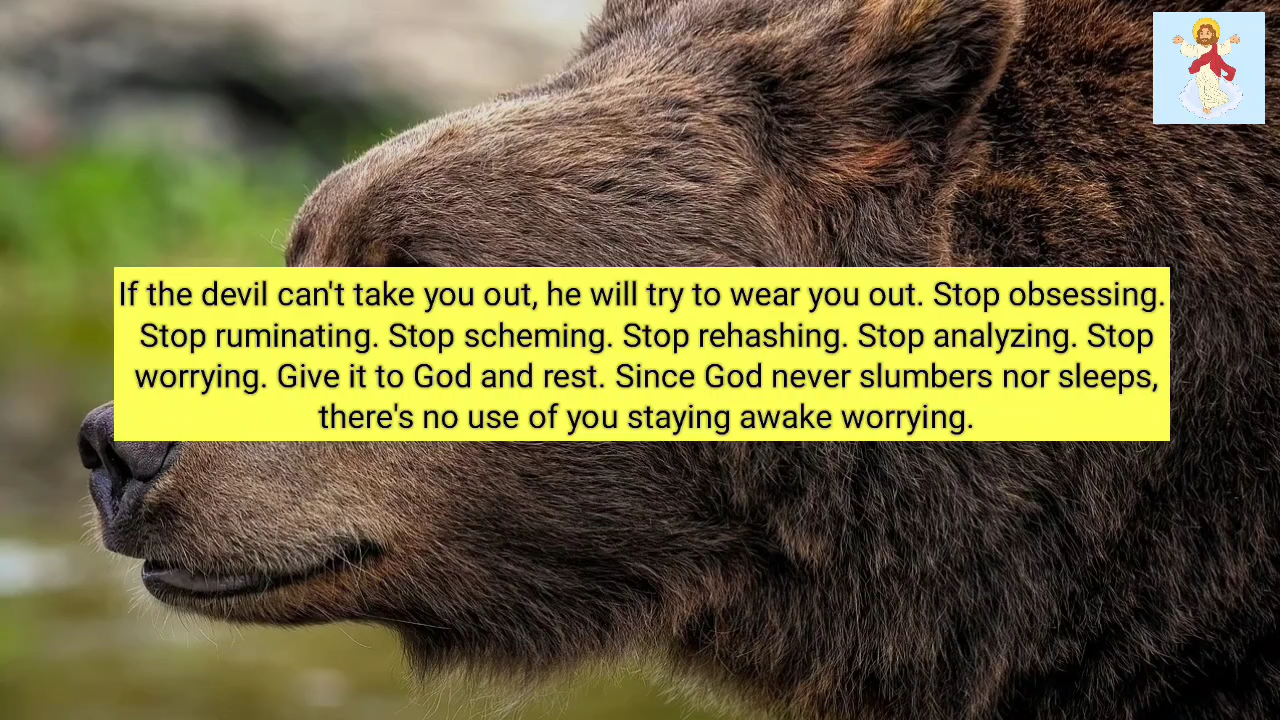 If the devil can't take you out, he will try to wear you out. Stop obsessing.
Stop ruminating. Stop scheming. Stop rehashing. Stop analyzing. Stop
worrying. Give it to God and rest. Since God never slumbers nor sleeps,
there's no use of you staying awake worrying.